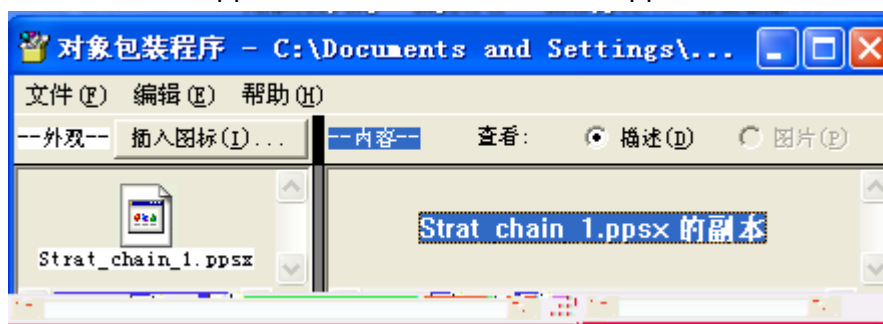 对象包装程序 - C:\Documents and Settings\...
文件(F) 编辑(E) 帮助(H)
--外观-- 插入图标(I)... --内容-- 查看: 描述(D) 图片(P)
Strat_chain_1.ppsx
Strat chain 1.ppsx 的副本